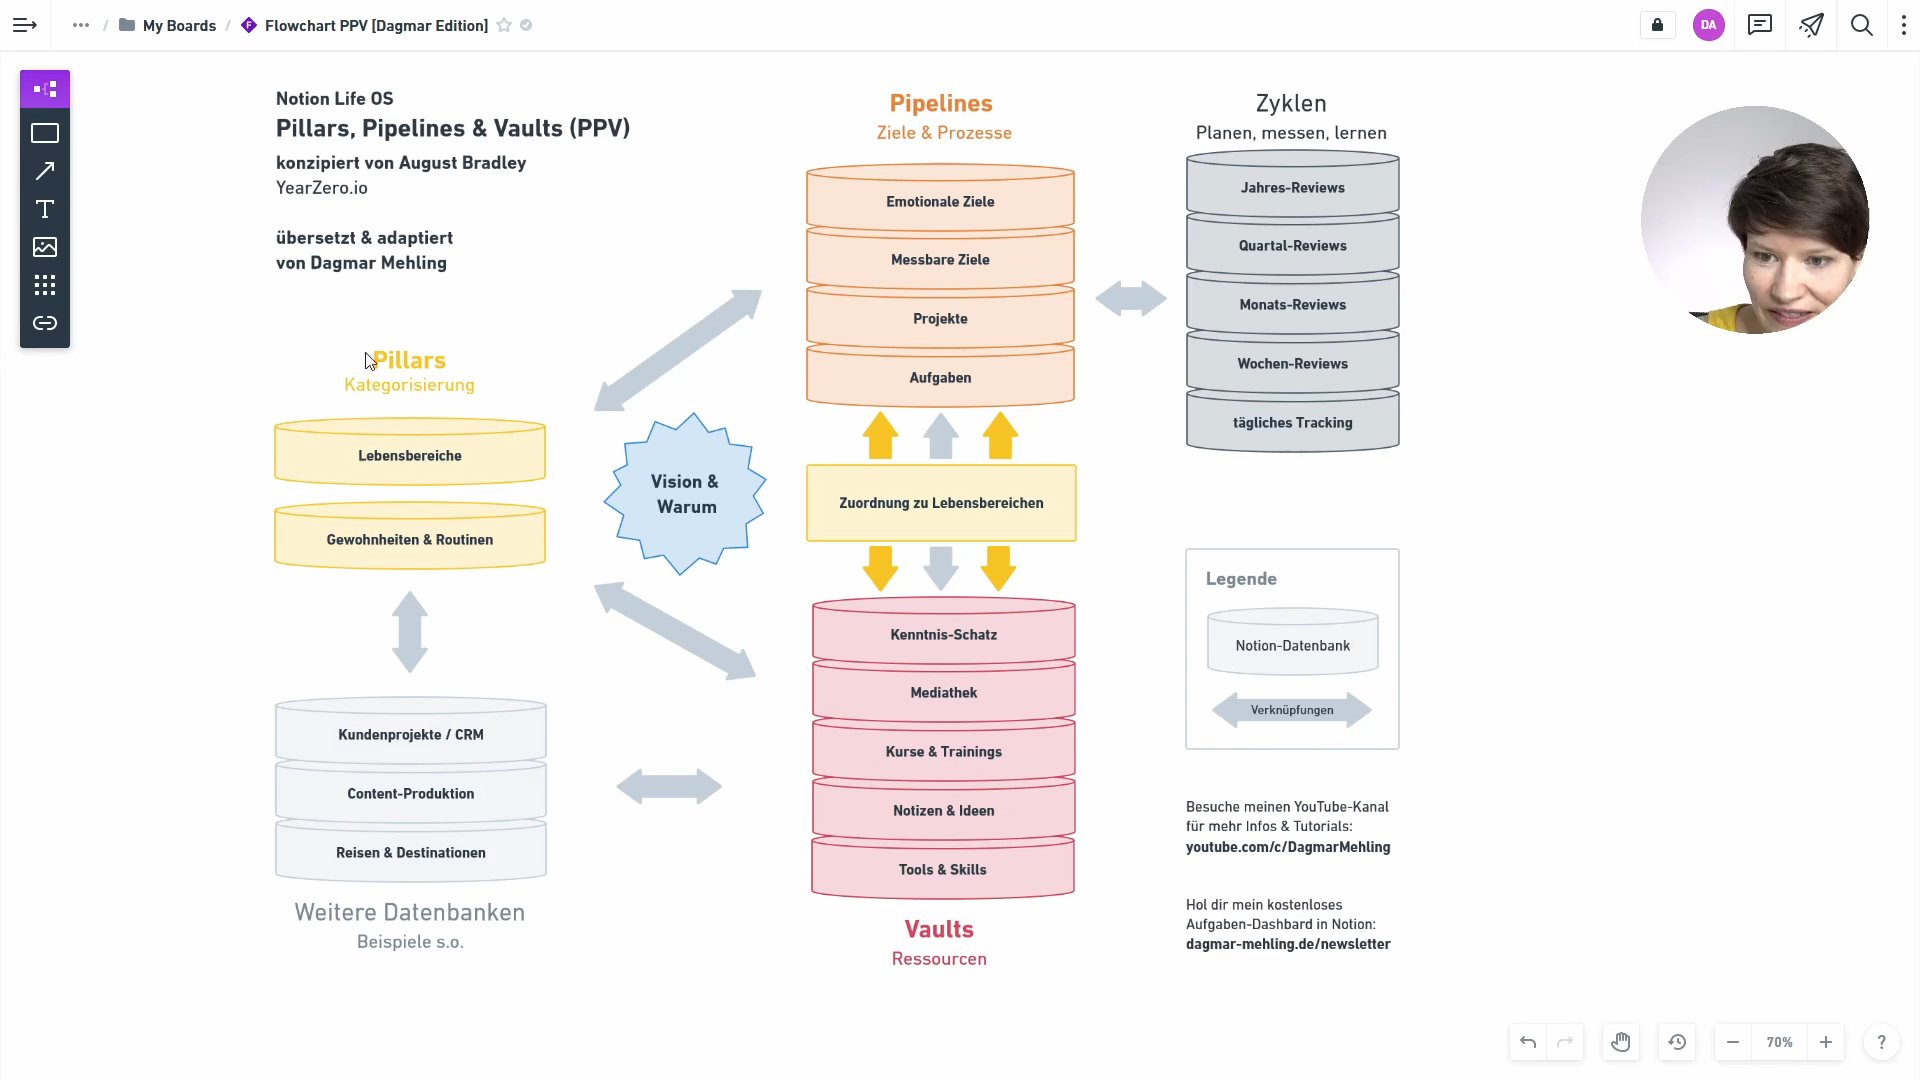 My Boards / Flowchart PPV [Dagmar Edition]
DA
Notion Life OS
Pillars, Pipelines & Vaults (PPV)
konzipiert von August Bradley
YearZero.io
übersetzt & adaptiert
von Dagmar Mehling
Pillars
Kategorisierung
Lebensbereiche
Gewohnheiten & Routinen
Vision &
Warum
Kundenprojekte / CRM
Content-Produktion
Reisen & Destinationen
Weitere Datenbanken
Beispiele s.o.
Pipelines
Ziele & Prozesse
Emotionale Ziele
Messbare Ziele
Projekte
Aufgaben
Zuordnung zu Lebensbereichen
Kenntnis-Schatz
Mediathek
Kurse & Trainings
Notizen & Ideen
Tools & Skills
Vaults
Ressourcen
Zyklen
Planen, messen, lernen
Jahres-Reviews
Quartal-Reviews
Monats-Reviews
Wochen-Reviews
tägliches Tracking
Legende
Notion-Datenbank
Verknüpfungen
Besuche meinen YouTube-Kanal
für mehr Infos & Tutorials:
youtube.com/c/DagmarMehling
Hol dir mein kostenloses
Aufgaben-Dashbard in Notion:
dagmar-mehling.de/newsletter
70%
?